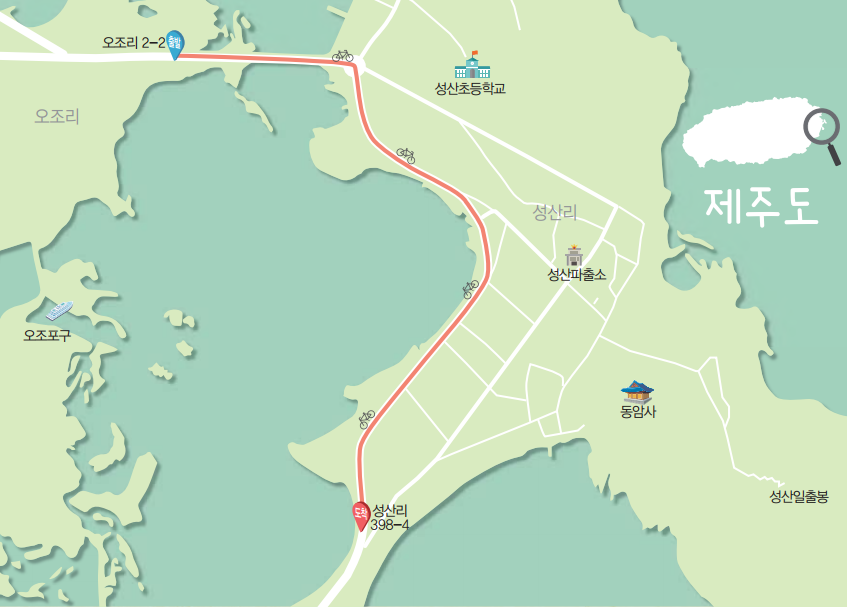 오조리 2-2
출발
성산초등학교
오조리
제주도
성산리
성산파출소
오조포구
동암사
성산일출봉
도착
성산리
398-4